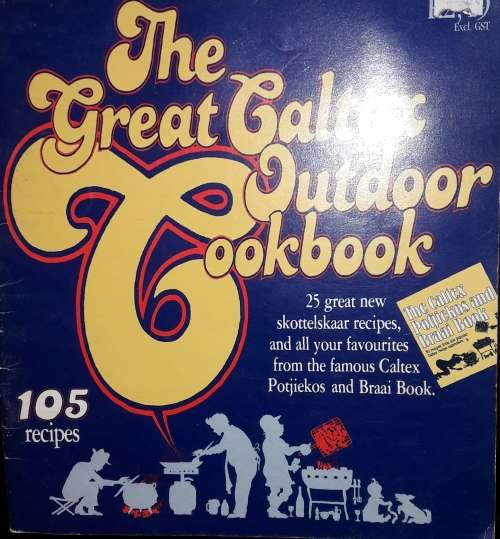 Excl. GST
The
Great Caltex
Outdoor
Cookbook
25 great new
skottelskaar recipes,
and all your favourites
from the famous Caltex
Potjiekos and Braai Book.
The Caltex
Potjiekos and
Braai Book
105
recipes